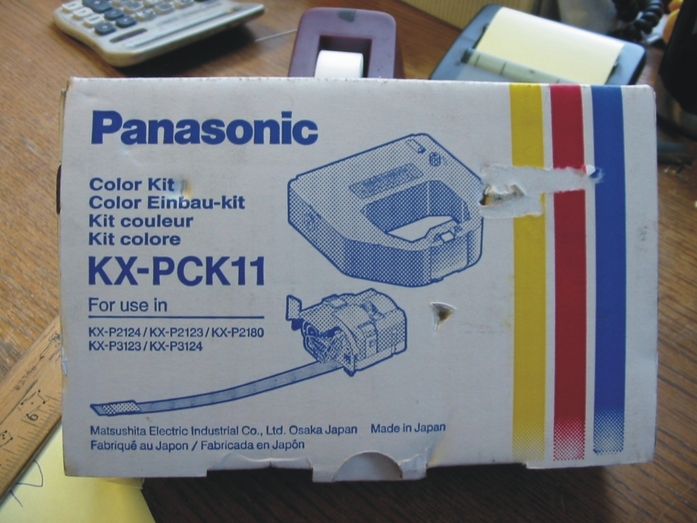 Panasonic
Color Kit
Color Einbau-kit
Kit couleur
Kit colore
KX-PCK11
For use in
KX-P2124 / KX-P2123 / KX-P2180
KX-P3123 / KX-P3124
Matsushita Electric Industrial Co., Ltd. Osaka Japan Made in Japan
Fabriqué au Japon / Fabricada en Japón